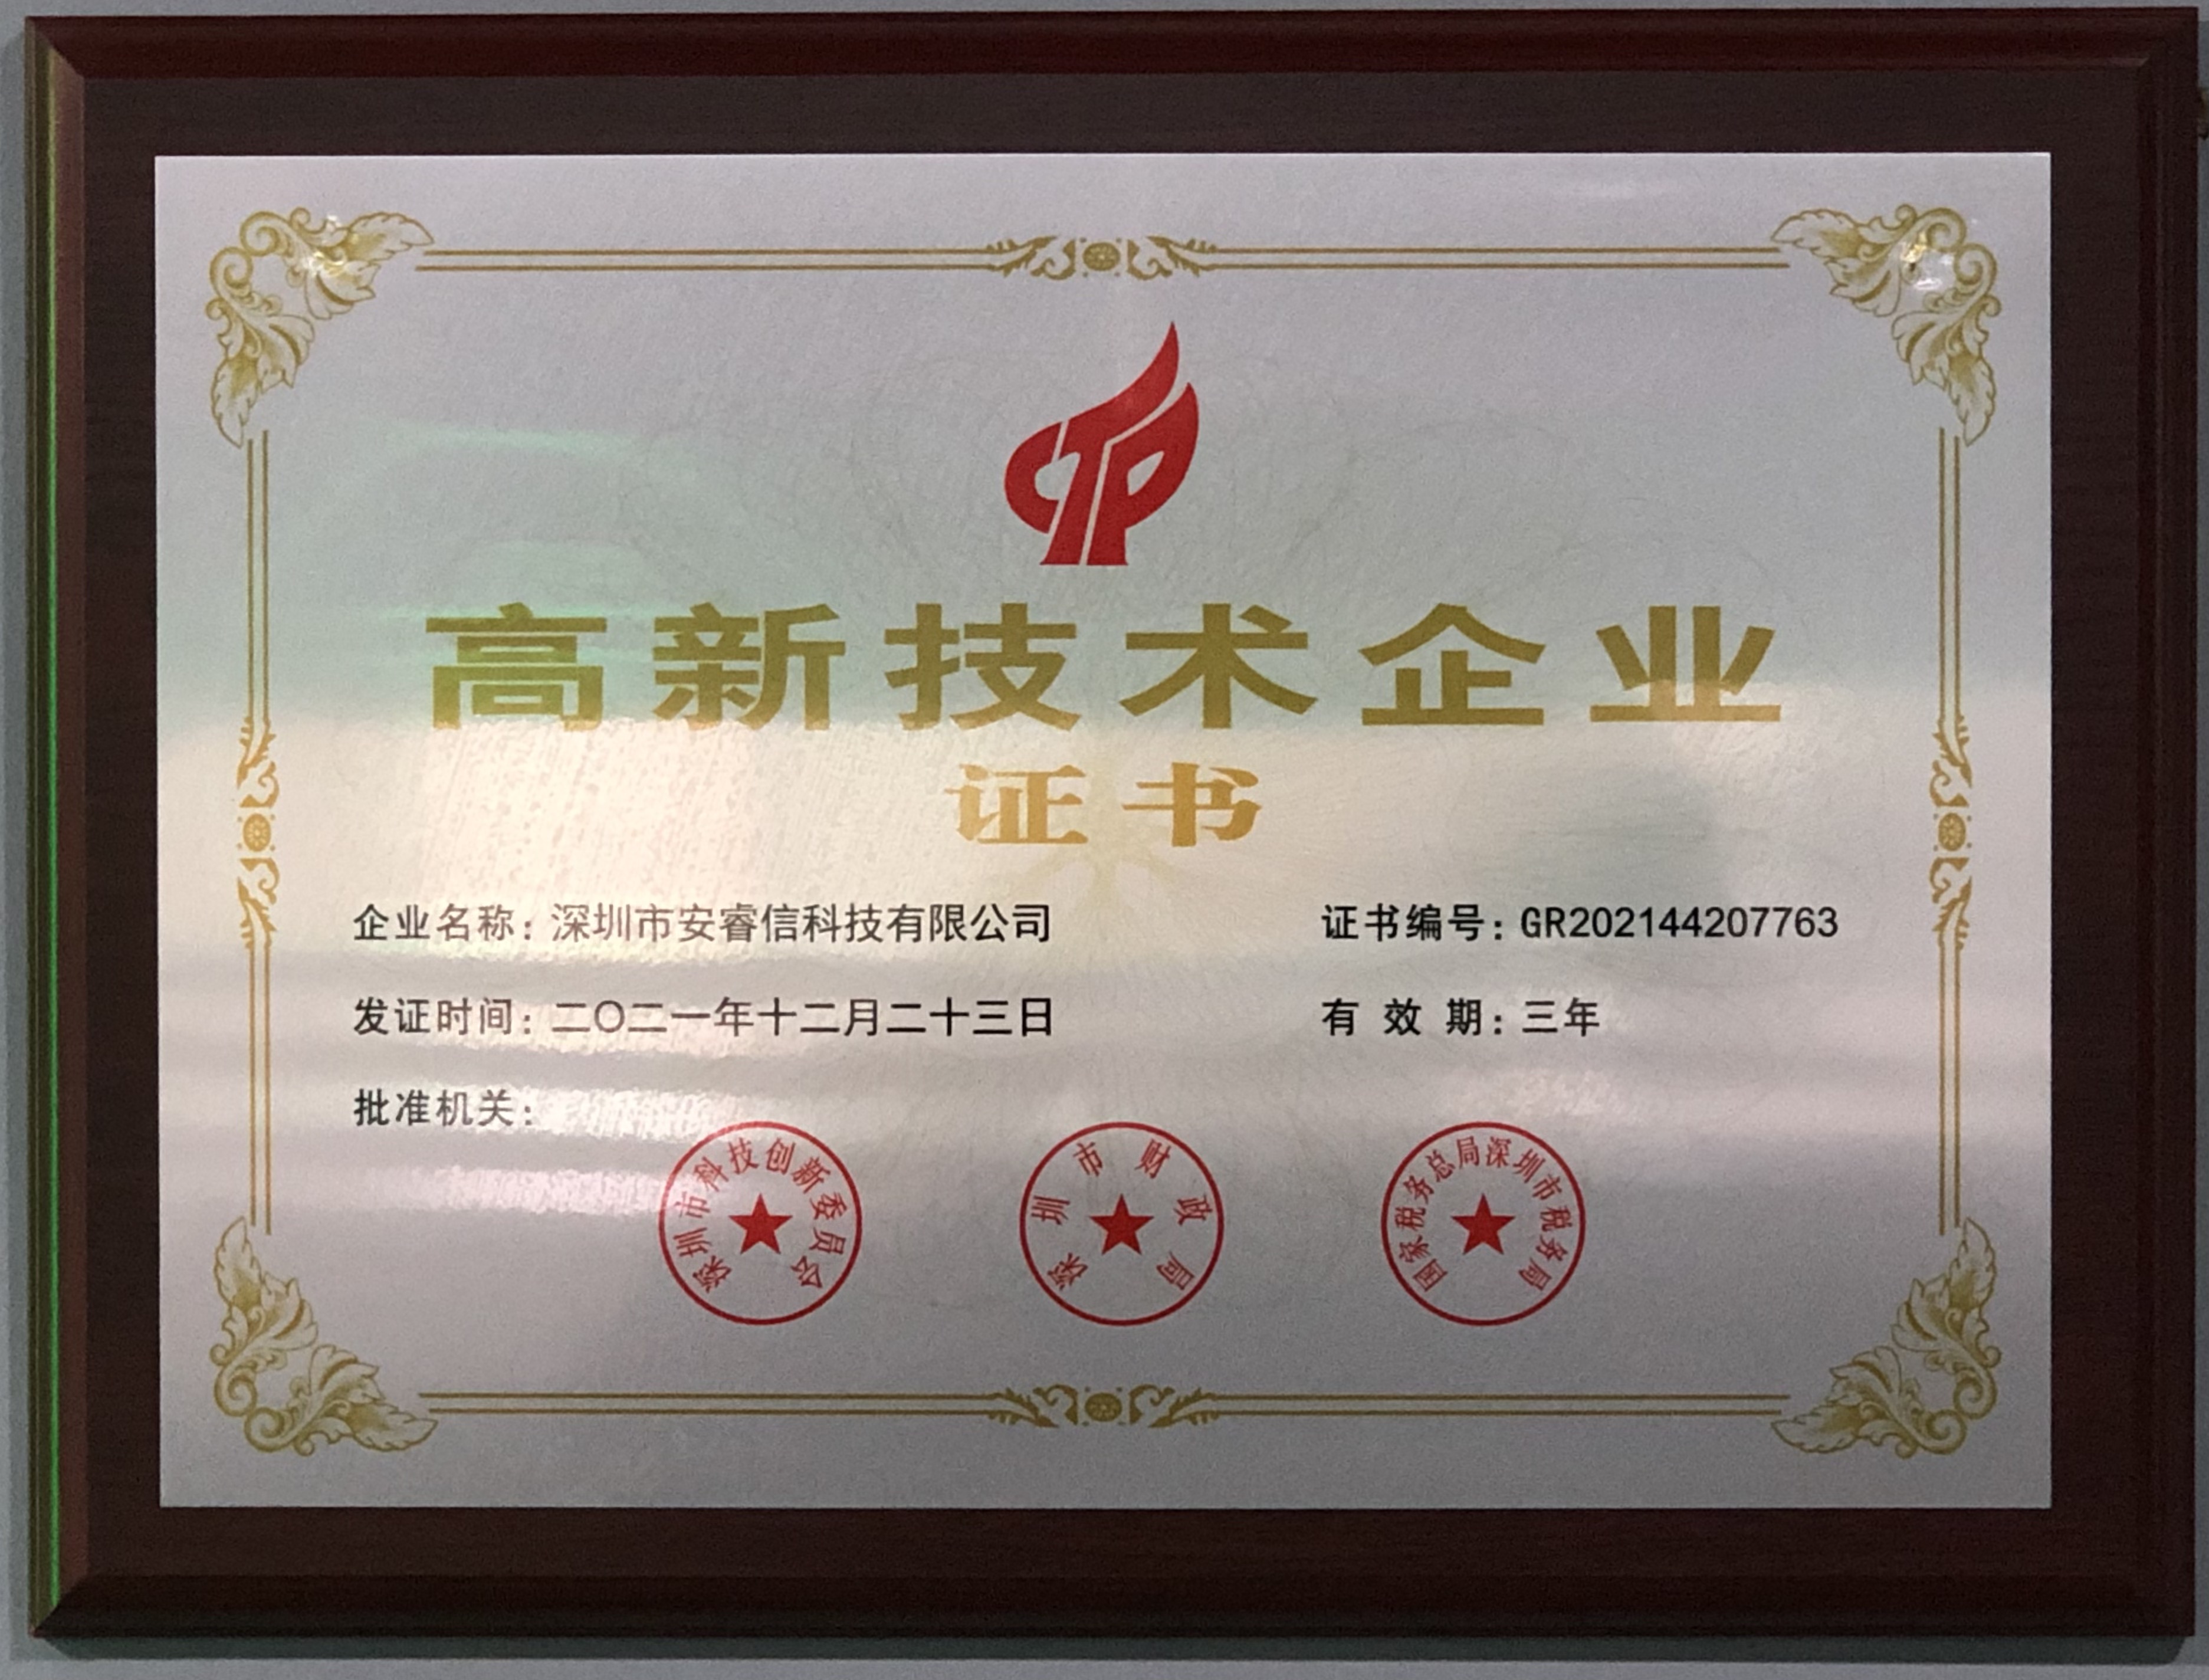 高新技术企业
证书
企业名称：深圳市安睿信科技有限公司
证书编号：GR202144207763
发证时间：二〇二一年十二月二十三日
有 效 期：三年
批准机关：
深圳市科技创新委员会
深圳市财政局
国家税务总局深圳市税务局